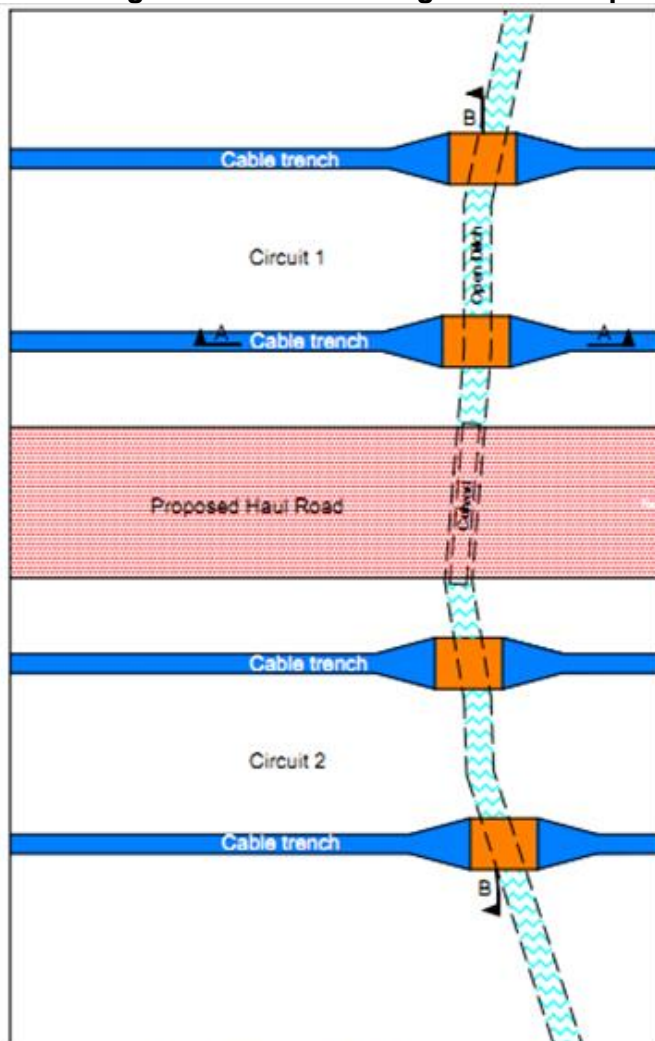 B
Cable trench
Circuit 1
Open Ditch
A
Cable trench
A
Proposed Haul Road
Culvert
Cable trench
Circuit 2
Cable trench
B